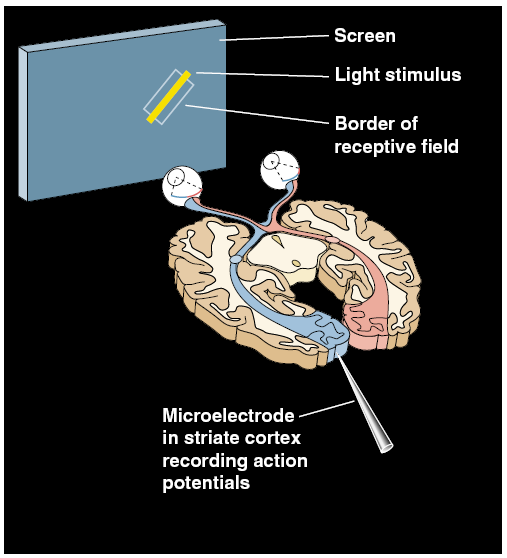 Screen
Light stimulus
Border of
receptive field
Microelectrode
in striate cortex
recording action
potentials